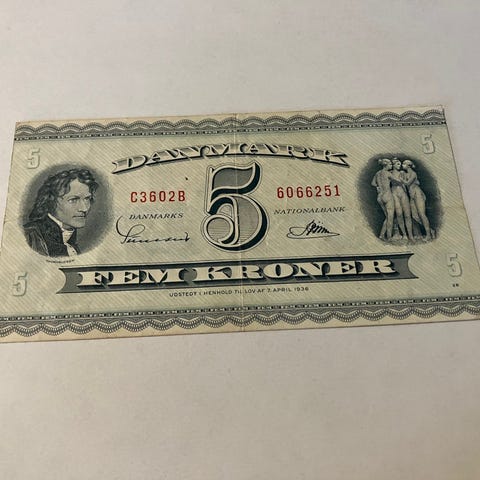 5 5
DANMARK
C3602B 5 6066251
DANMARKS NATIONALBANK
FEM KRONER
5 5
UDSTEDT I HENHOLD TIL LOV AF 7. APRIL 1936